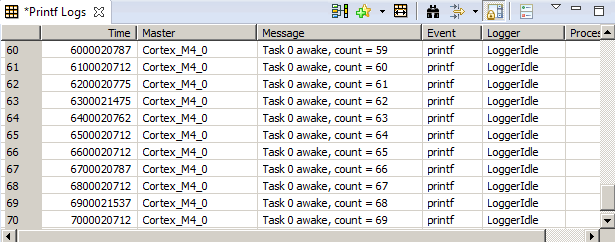 *Printf Logs
Time Master Message Event Logger Proces
60 6000020787 Cortex_M4_0 Task 0 awake, count = 59 printf LoggerIdle
61 6100020712 Cortex_M4_0 Task 0 awake, count = 60 printf LoggerIdle
62 6200020775 Cortex_M4_0 Task 0 awake, count = 61 printf LoggerIdle
63 6300021475 Cortex_M4_0 Task 0 awake, count = 62 printf LoggerIdle
64 6400020762 Cortex_M4_0 Task 0 awake, count = 63 printf LoggerIdle
65 6500020712 Cortex_M4_0 Task 0 awake, count = 64 printf LoggerIdle
66 6600020712 Cortex_M4_0 Task 0 awake, count = 65 printf LoggerIdle
67 6700020787 Cortex_M4_0 Task 0 awake, count = 66 printf LoggerIdle
68 6800020712 Cortex_M4_0 Task 0 awake, count = 67 printf LoggerIdle
69 6900021537 Cortex_M4_0 Task 0 awake, count = 68 printf LoggerIdle
70 7000020712 Cortex_M4_0 Task 0 awake, count = 69 printf LoggerIdle